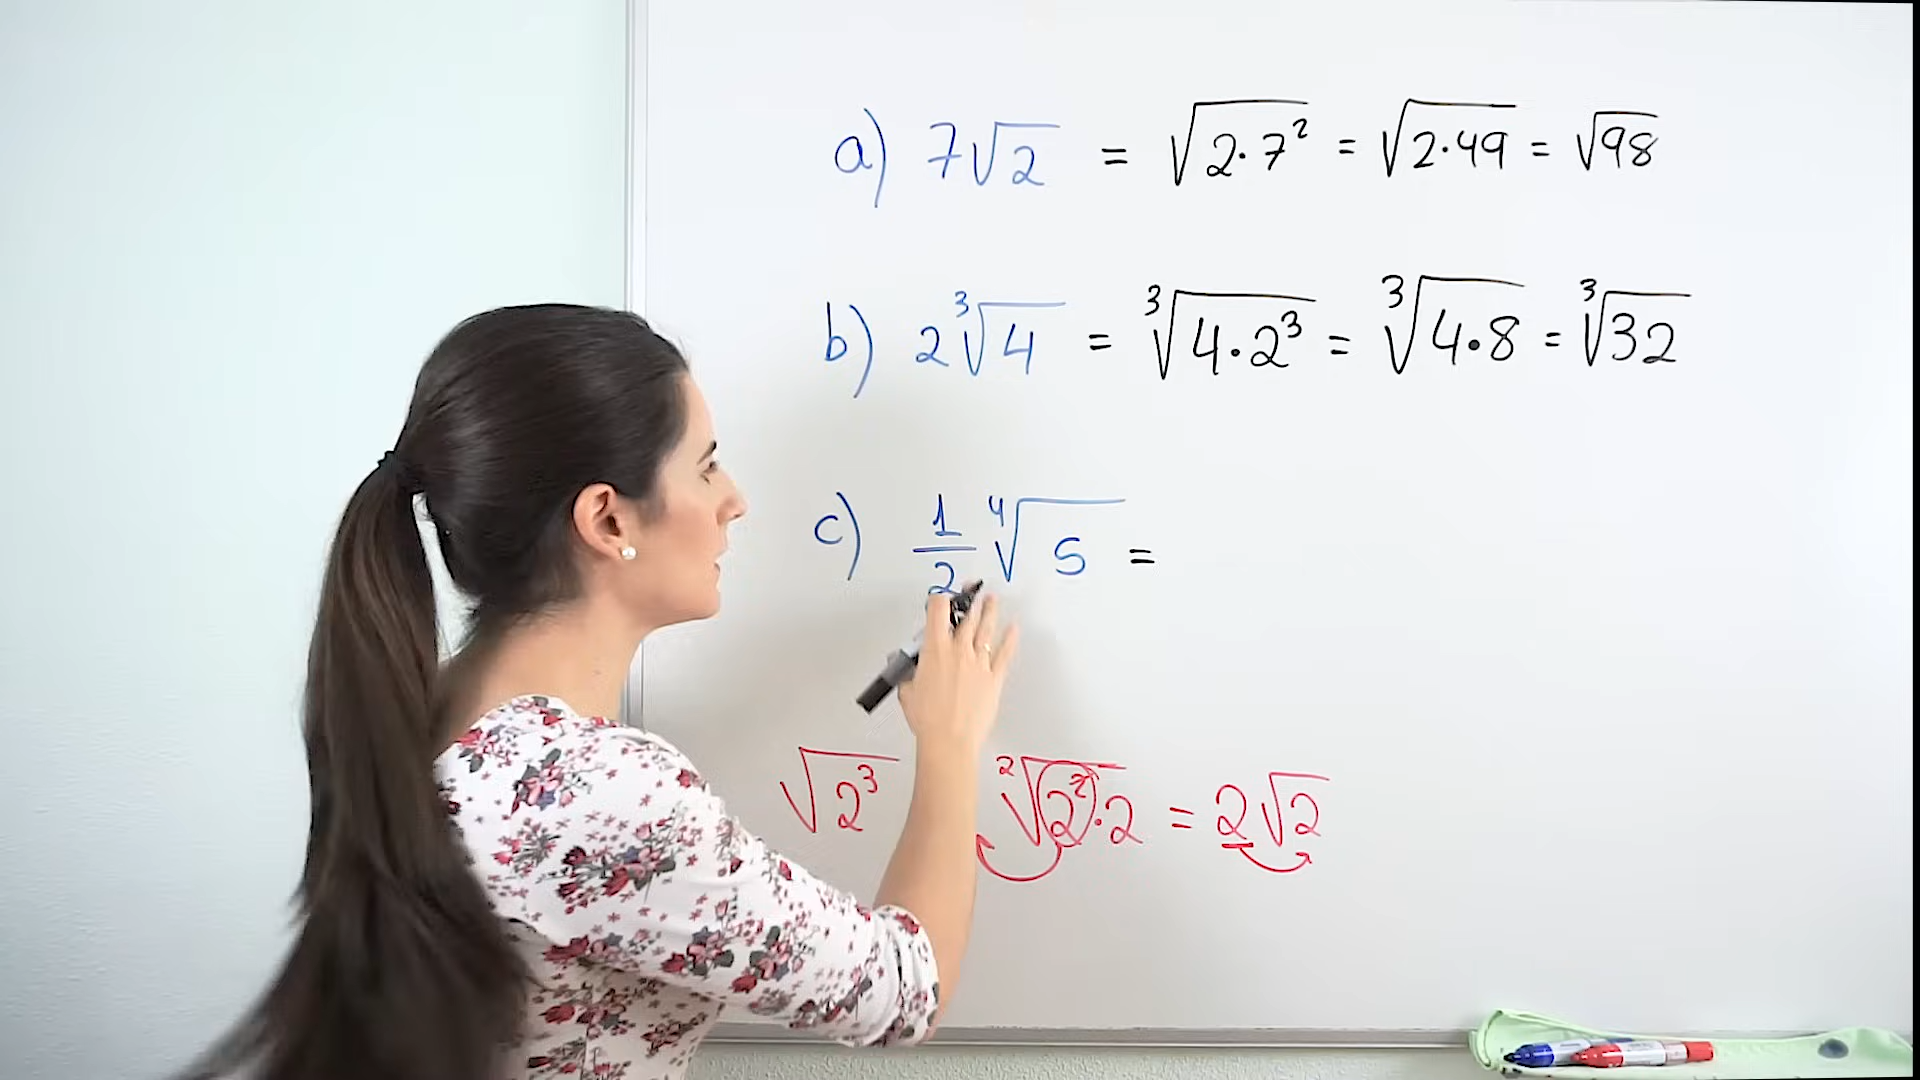 a) 7√2 = √(2·7²) = √(2·49) = √98
b) 2∛4 = ∛(4·2³) = ∛(4·8) = ∛32
c) 1/2 ∜5 =
√(2³) ²√(2²·2) = 2√2